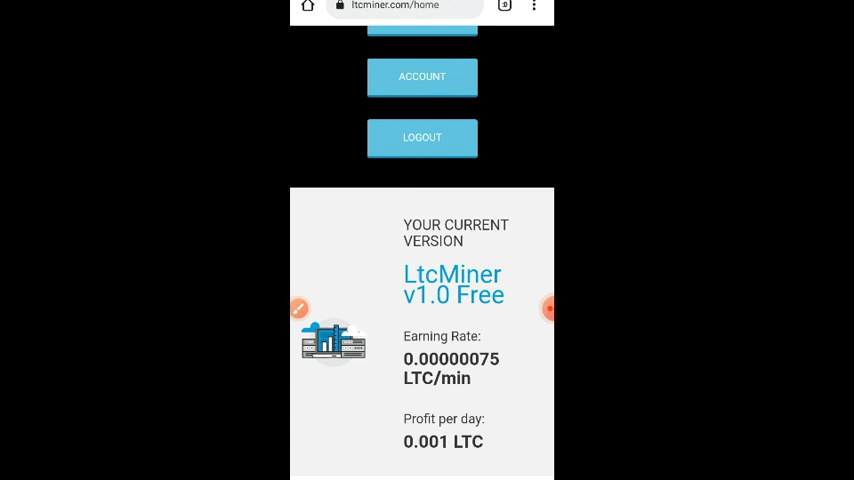 ltcminer.com/home
:D
ACCOUNT
LOGOUT
YOUR CURRENT
VERSION
LtcMiner
v1.0 Free
Earning Rate:
0.00000075
LTC/min
Profit per day:
0.001 LTC